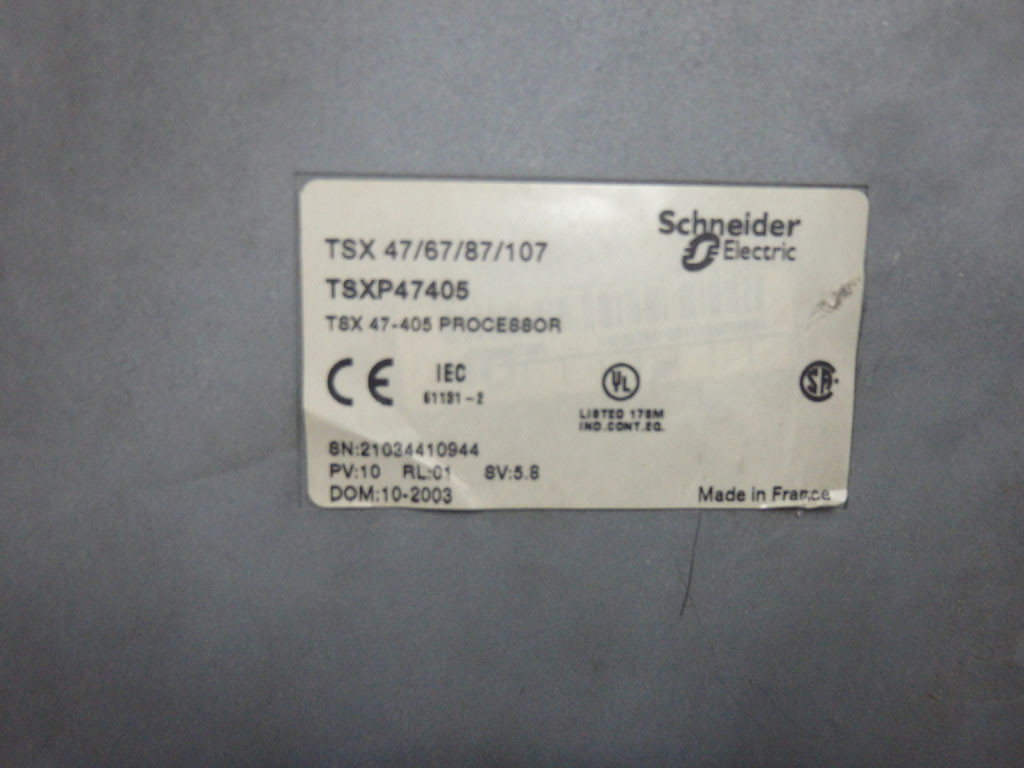 Schneider
Electric
TSX 47/67/87/107
TSXP47405
TSX 47-405 PROCESSOR
CE
IEC
61131-2
UL
LISTED 178M
IND.CONT.EQ.
SA
SN:21034410944
PV:10 RL:01 SV:5.8
DOM:10-2003
Made in France